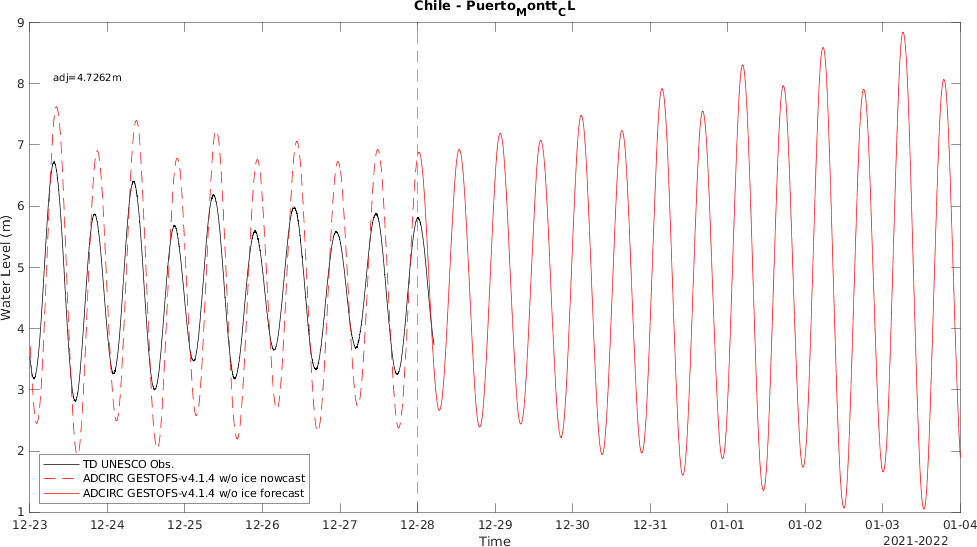 Chile - PuertoMonttCL
adj=4.7262m
9
8
7
6
5
4
3
2
1
Water Level (m)
TD UNESCO Obs.
ADCIRC GESTOFS-v4.1.4 w/o ice nowcast
ADCIRC GESTOFS-v4.1.4 w/o ice forecast
12-23 12-24 12-25 12-26 12-27 12-28 12-29 12-30 12-31 01-01 01-02 01-03 01-04
Time
2021-2022